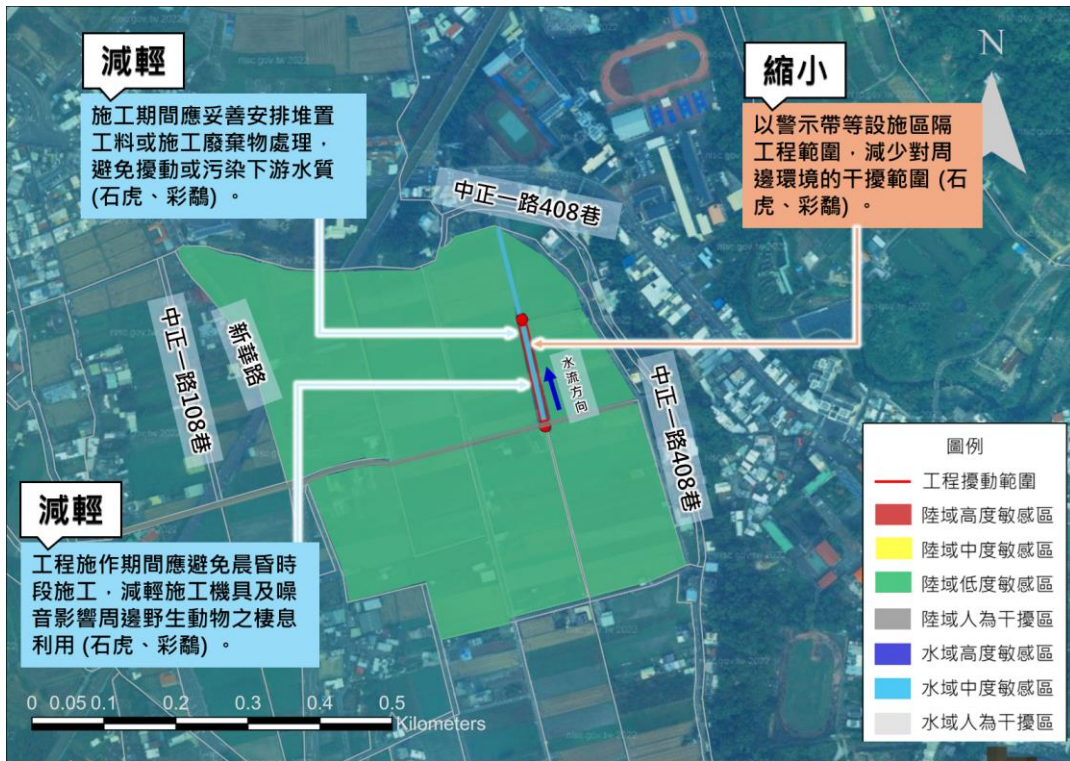 減輕
施工期間應妥善安排堆置
工料或施工廢棄物處理，
避免擾動或污染下游水質
(石虎、彩鷸) 。
縮小
以警示帶等設施區隔
工程範圍，減少對周
邊環境的干擾範圍 (石
虎、彩鷸) 。
N
中正一路408巷
新華路
中正一路108巷
水流方向
中正一路408巷
減輕
工程施作期間應避免晨昏時
段施工，減輕施工機具及噪
音影響周邊野生動物之棲息
利用 (石虎、彩鷸) 。
圖例
工程擾動範圍
陸域高度敏感區
陸域中度敏感區
陸域低度敏感區
陸域人為干擾區
水域高度敏感區
水域中度敏感區
水域人為干擾區
0 0.05 0.1 0.2 0.3 0.4 0.5
Kilometers